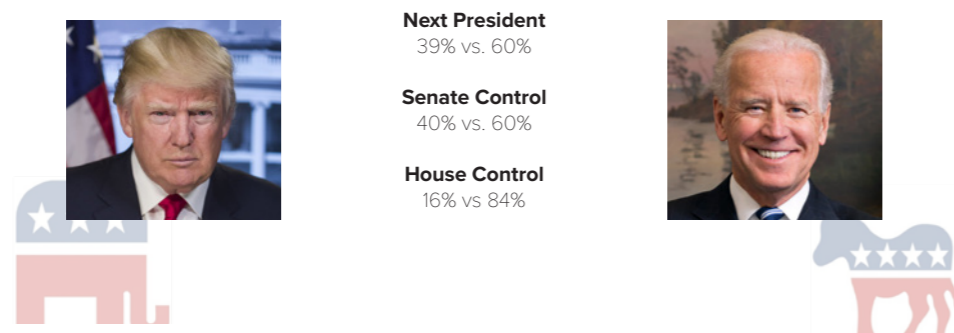 Next President
39% vs. 60%
Senate Control
40% vs. 60%
House Control
16% vs 84%